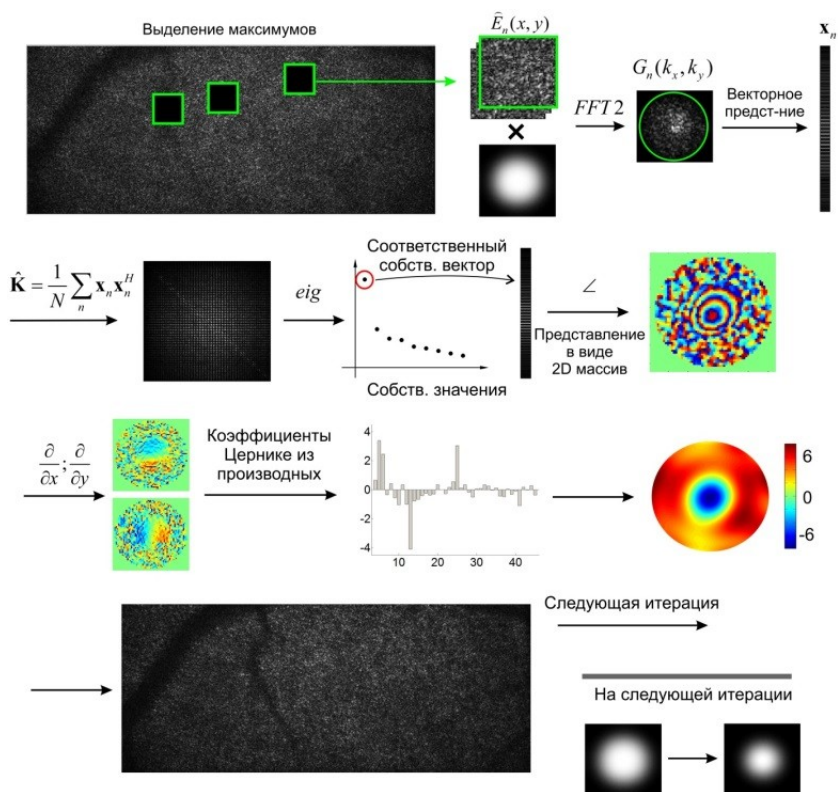 Выделение максимумов
Ê_n(x, y)
×
FFT2
G_n(k_x, k_y)
Векторное
предст-ние
x_n
K̂ = 1/N ∑_n x_n x_n^H
eig
Соответственный
собств. вектор
Собств. значения
∠
Представление
в виде
2D массив
∂/∂x ; ∂/∂y
Коэффициенты
Цернике из
производных
4
2
0
-2
-4
10 20 30 40
6
0
-6
Следующая итерация
На следующей итерации